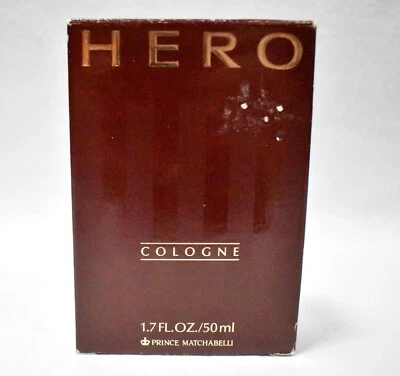 HERO
COLOGNE
1.7 FL.OZ./50ml
PRINCE MATCHABELLI